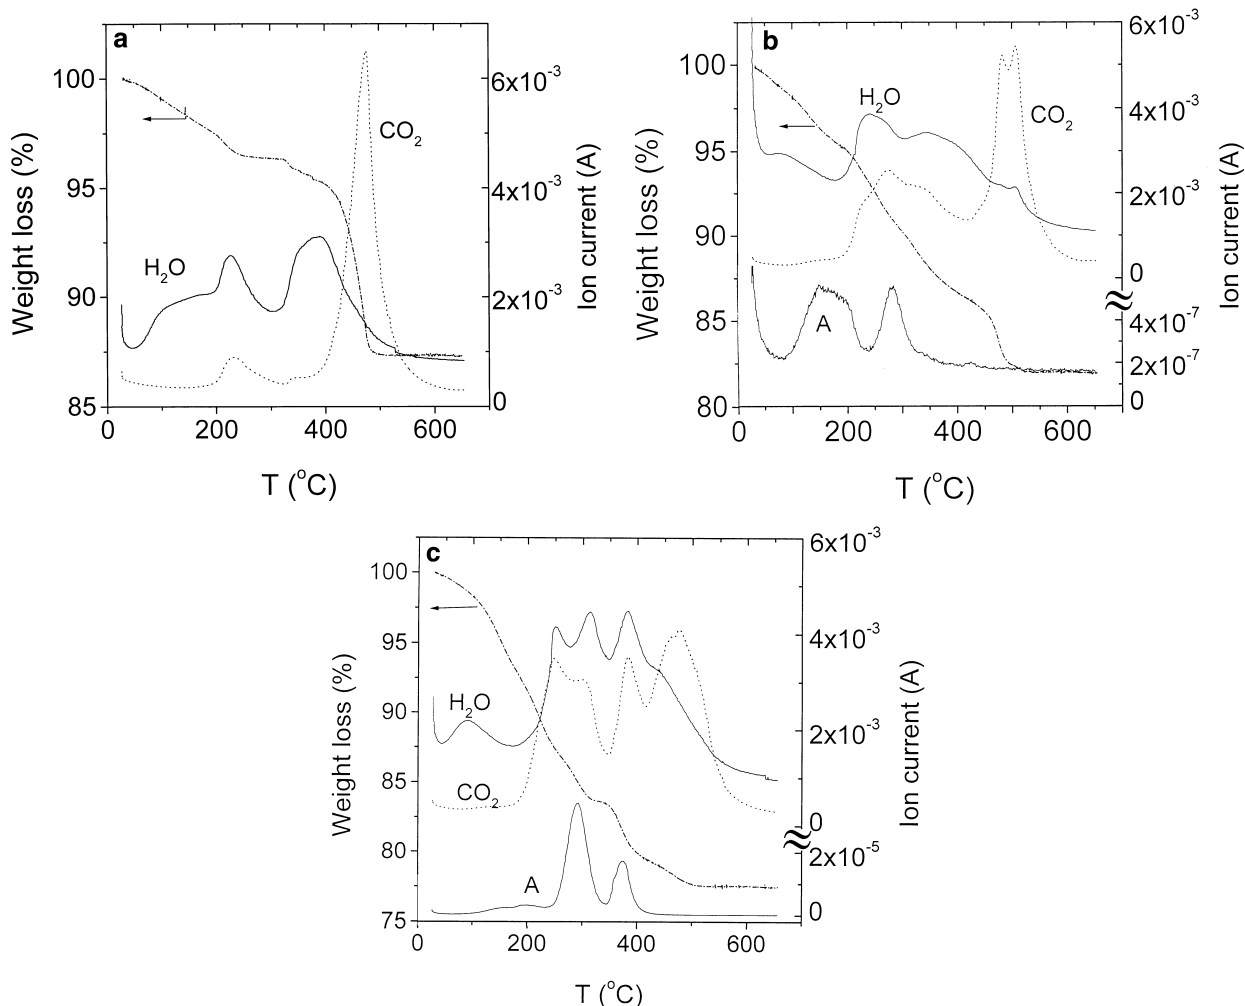 a
100
95
90
85
Weight loss (%)
0
200
400
600
T (°C)
6x10⁻³
4x10⁻³
2x10⁻³
0
Ion current (A)
H₂O
CO₂
b
100
95
90
85
80
Weight loss (%)
0
200
400
600
T (°C)
6x10⁻³
4x10⁻³
2x10⁻³
0
4x10⁻⁷
2x10⁻⁷
0
Ion current (A)
H₂O
CO₂
A
c
100
95
90
85
80
75
Weight loss (%)
0
200
400
600
T (°C)
6x10⁻³
4x10⁻³
2x10⁻³
0
2x10⁻⁵
0
Ion current (A)
H₂O
CO₂
A